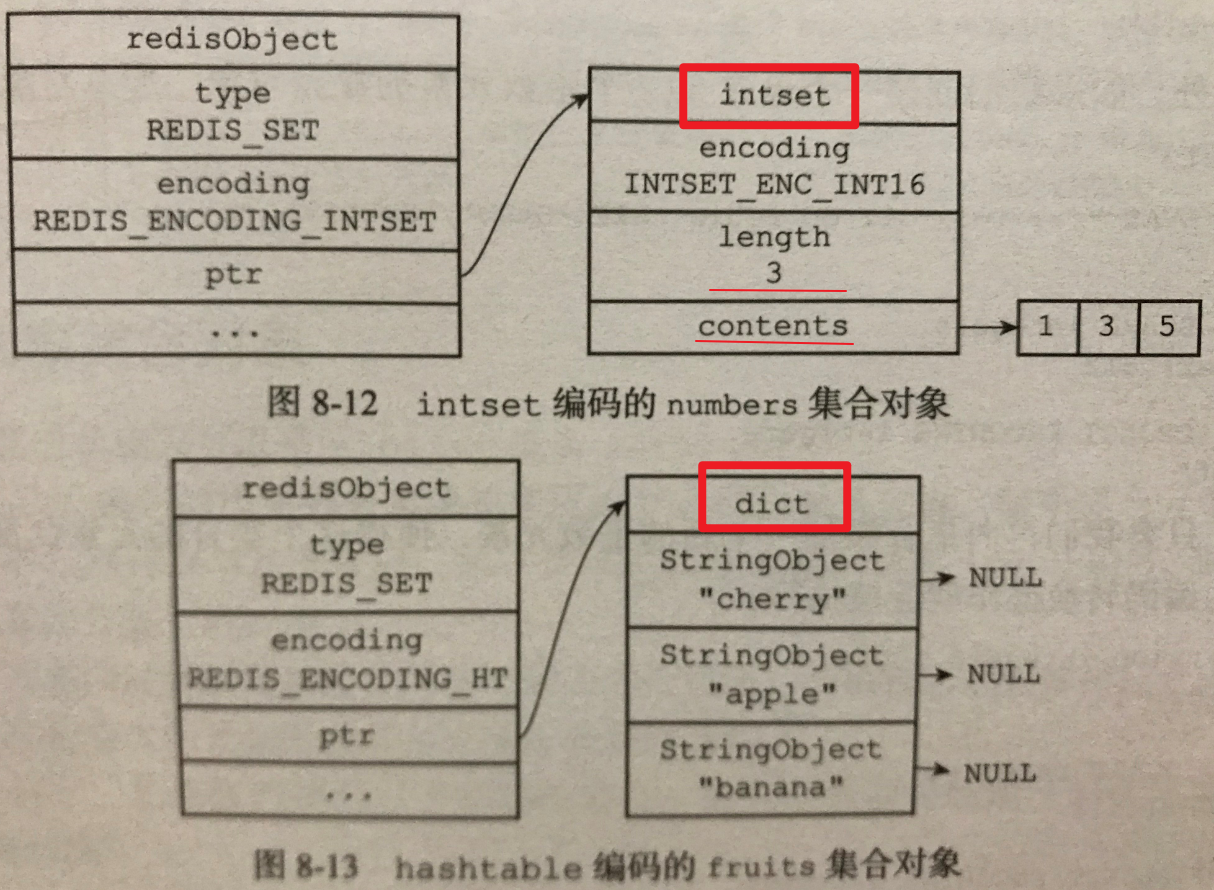 redisObject
type
REDIS_SET
encoding
REDIS_ENCODING_INTSET
ptr
...
intset
encoding
INTSET_ENC_INT16
length
3
contents
1 3 5
图 8-12 intset 编码的 numbers 集合对象
redisObject
type
REDIS_SET
encoding
REDIS_ENCODING_HT
ptr
...
dict
StringObject
"cherry"
NULL
StringObject
"apple"
NULL
StringObject
"banana"
NULL
图 8-13 hashtable 编码的 fruits 集合对象